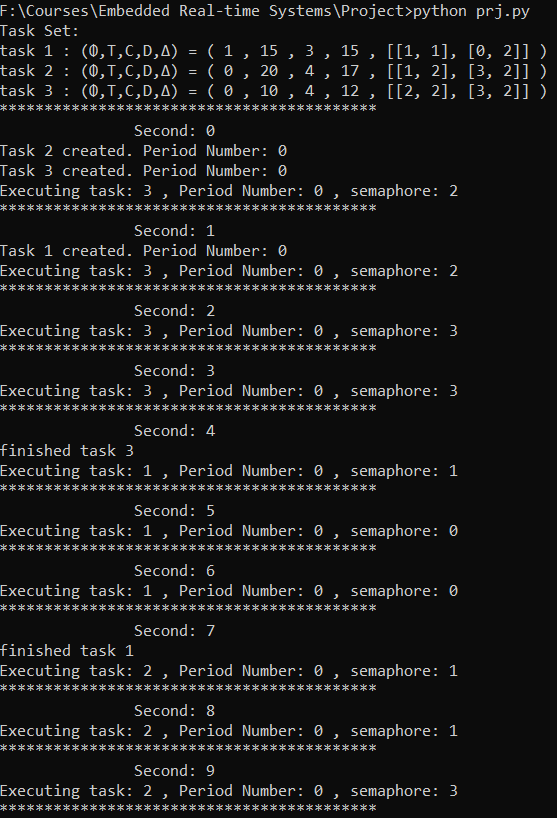 F:\Courses\Embedded Real-time Systems\Project>python prj.py
Task Set:
task 1 : (Φ,T,C,D,Δ) = ( 1 , 15 , 3 , 15 , [[1, 1], [0, 2]] )
task 2 : (Φ,T,C,D,Δ) = ( 0 , 20 , 4 , 17 , [[1, 2], [3, 2]] )
task 3 : (Φ,T,C,D,Δ) = ( 0 , 10 , 4 , 12 , [[2, 2], [3, 2]] )
******************************************
Second: 0
Task 2 created. Period Number: 0
Task 3 created. Period Number: 0
Executing task: 3 , Period Number: 0 , semaphore: 2
******************************************
Second: 1
Task 1 created. Period Number: 0
Executing task: 3 , Period Number: 0 , semaphore: 2
******************************************
Second: 2
Executing task: 3 , Period Number: 0 , semaphore: 3
******************************************
Second: 3
Executing task: 3 , Period Number: 0 , semaphore: 3
******************************************
Second: 4
finished task 3
Executing task: 1 , Period Number: 0 , semaphore: 1
******************************************
Second: 5
Executing task: 1 , Period Number: 0 , semaphore: 0
******************************************
Second: 6
Executing task: 1 , Period Number: 0 , semaphore: 0
******************************************
Second: 7
finished task 1
Executing task: 2 , Period Number: 0 , semaphore: 1
******************************************
Second: 8
Executing task: 2 , Period Number: 0 , semaphore: 1
******************************************
Second: 9
Executing task: 2 , Period Number: 0 , semaphore: 3
******************************************